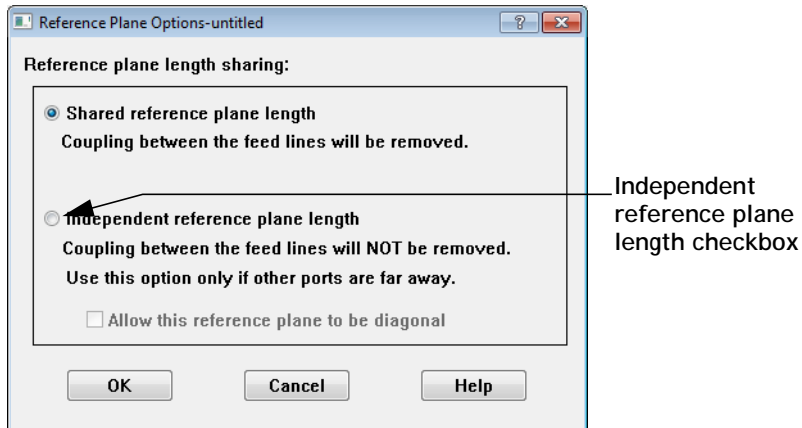 Reference Plane Options-untitled
Reference plane length sharing:
Shared reference plane length
Coupling between the feed lines will be removed.
Independent reference plane length
Coupling between the feed lines will NOT be removed.
Use this option only if other ports are far away.
Allow this reference plane to be diagonal
OK Cancel Help
Independent
reference plane
length checkbox